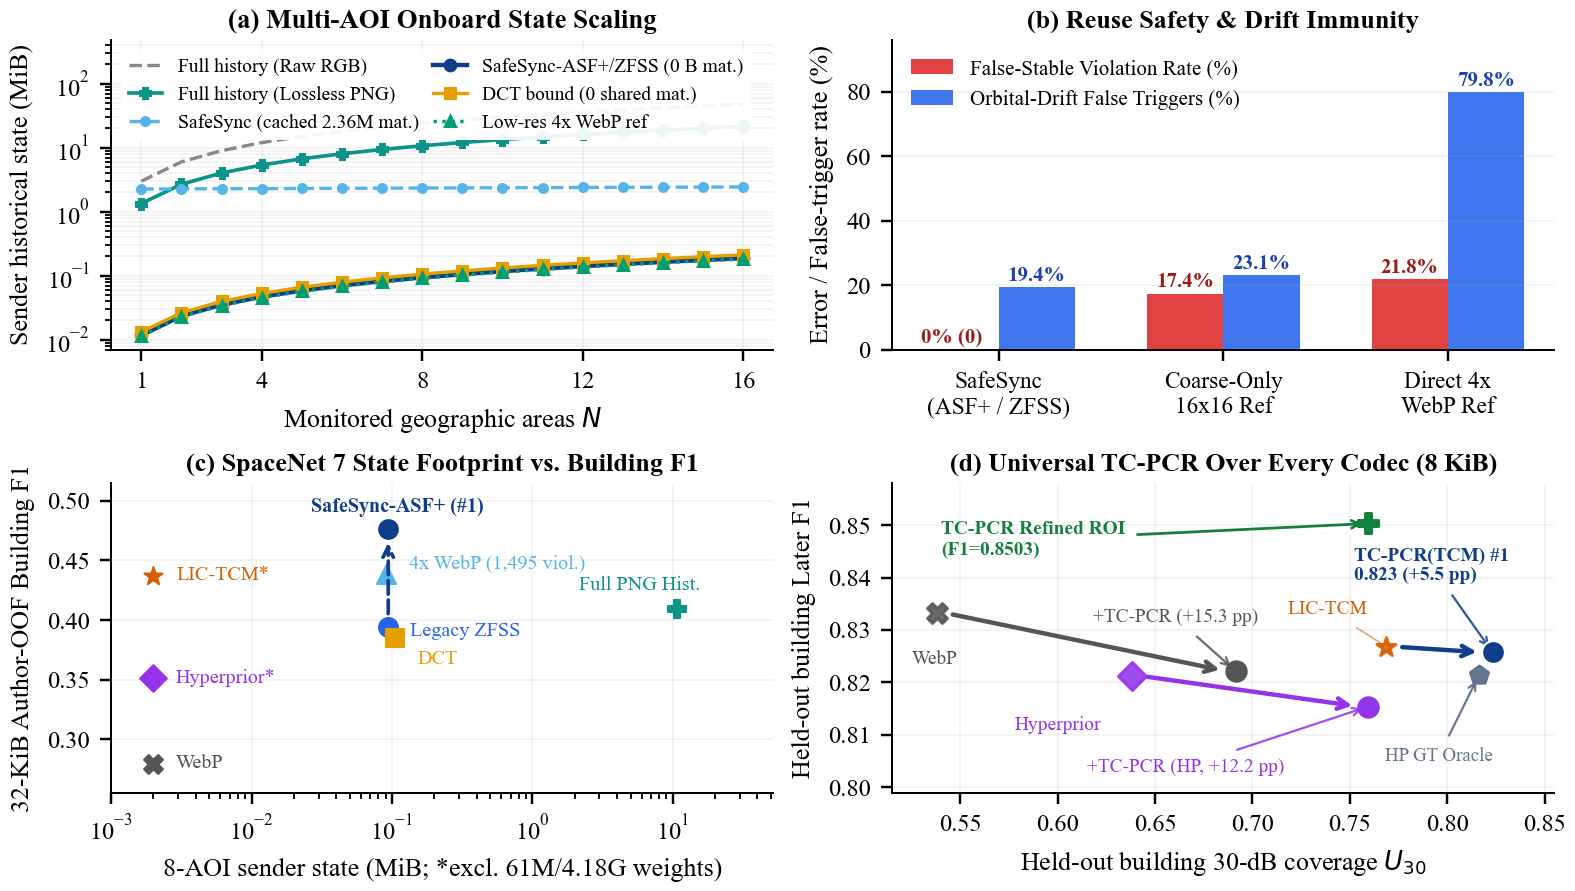 (a) Multi-AOI Onboard State Scaling
Sender historical state (MiB)
10²
10¹
10⁰
10⁻¹
10⁻²
Full history (Raw RGB)
Full history (Lossless PNG)
SafeSync (cached 2.36M mat.)
SafeSync-ASF+/ZFSS (0 B mat.)
DCT bound (0 shared mat.)
Low-res 4x WebP ref
1
4
8
12
16
Monitored geographic areas N
(b) Reuse Safety & Drift Immunity
Error / False-trigger rate (%)
80
60
40
20
0
False-Stable Violation Rate (%)
Orbital-Drift False Triggers (%)
0% (0)
19.4%
17.4%
23.1%
21.8%
79.8%
SafeSync
(ASF+ / ZFSS)
Coarse-Only
16x16 Ref
Direct 4x
WebP Ref
(c) SpaceNet 7 State Footprint vs. Building F1
32-KiB Author-OOF Building F1
0.50
0.45
0.40
0.35
0.30
SafeSync-ASF+ (#1)
4x WebP (1,495 viol.)
LIC-TCM*
Full PNG Hist.
Legacy ZFSS
DCT
Hyperprior*
WebP
10⁻³
10⁻²
10⁻¹
10⁰
10¹
8-AOI sender state (MiB; *excl. 61M/4.18G weights)
(d) Universal TC-PCR Over Every Codec (8 KiB)
Held-out building Later F1
0.85
0.84
0.83
0.82
0.81
0.80
TC-PCR Refined ROI
(F1=0.8503)
TC-PCR(TCM) #1
0.823 (+5.5 pp)
LIC-TCM
+TC-PCR (+15.3 pp)
WebP
Hyperprior
+TC-PCR (HP, +12.2 pp)
HP GT Oracle
0.55
0.60
0.65
0.70
0.75
0.80
0.85
Held-out building 30-dB coverage U₃₀